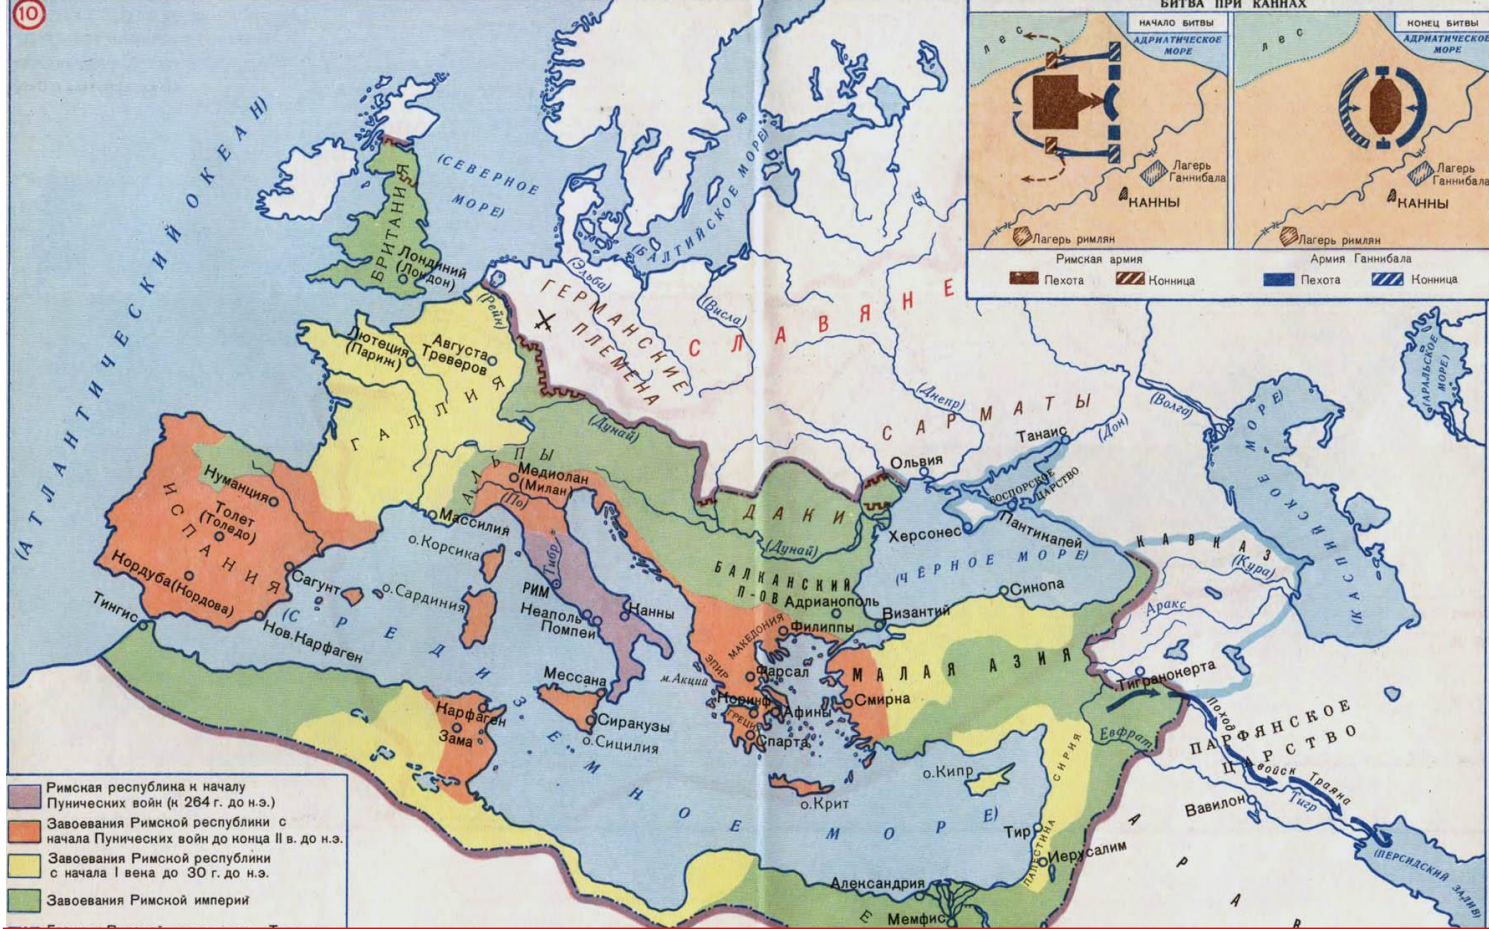 10
БИТВА ПРИ КАННАХ
НАЧАЛО БИТВЫ
АДРИАТИЧЕСКОЕ
МОРЕ
лес
Лагерь
Ганнибала
КАННЫ
Лагерь римлян
КОНЕЦ БИТВЫ
АДРИАТИЧЕСКОЕ
МОРЕ
лес
Лагерь
Ганнибала
КАННЫ
Лагерь римлян
Римская армия
Пехота
Конница
Армия Ганнибала
Пехота
Конница
(АТЛАНТИЧЕСКИЙ ОКЕАН)
(СЕВЕРНОЕ
МОРЕ)
(БАЛТИЙСКОЕ МОРЕ)
БРИТАНИЯ
Лондиний
(Лондон)
(Эльба)
(Рейн)
(Висла)
ГЕРМАНСКИЕ
ПЛЕМЕНА
СЛАВЯНЕ
Лютеция
(Париж)
Августа
Треверов
ГАЛЛИЯ
(Дунай)
(Днепр)
САРМАТЫ
(Дон)
(Волга)
(АРАЛЬСКОЕ
МОРЕ)
(КАСПИЙСКОЕ МОРЕ)
Танаис
Ольвия
БОСПОРСКОЕ
ЦАРСТВО
Херсонес
Пантикапей
АЛЬПЫ
Медиолан
(Милан)
(По)
ДАКИ
(Дунай)
Нуманция
Толет
(Толедо)
ИСПАНИЯ
Кордуба (Кордова)
Сагунт
Нов. Карфаген
Тингис
Массилия
о.Корсика
о.Сардиния
Тибр
РИМ
Неаполь
Помпеи
Канны
БАЛКАНСКИЙ
П-ОВ
Адрианополь
Филиппы
МАКЕДОНИЯ
ЭПИР
Византий
(ЧЁРНОЕ МОРЕ)
Синопа
КАВКАЗ
(Кура)
Аракс
МАЛАЯ АЗИЯ
Тигранокерта
м.Акций
Фарсал
Коринф
ГРЕЦИЯ
Афины
Спарта
Смирна
Мессана
Сиракузы
о.Сицилия
Карфаген
Зама
(СРЕДИЗЕМНОЕ МОРЕ)
о.Крит
о.Кипр
СИРИЯ
Евфрат
Поход войск Траяна
ПАРФЯНСКОЕ
ЦАРСТВО
Вавилон
Тигр
(ПЕРСИДСКИЙ ЗАЛИВ)
Тир
ПАЛЕСТИНА
Иерусалим
Александрия
Мемфис
Е
А Р А В
Римская республика к началу
Пунических войн (к 264 г. до н.э.)
Завоевания Римской республики с
начала Пунических войн до конца II в. до н.э.
Завоевания Римской республики
с начала I века до 30 г. до н.э.
Завоевания Римской империи